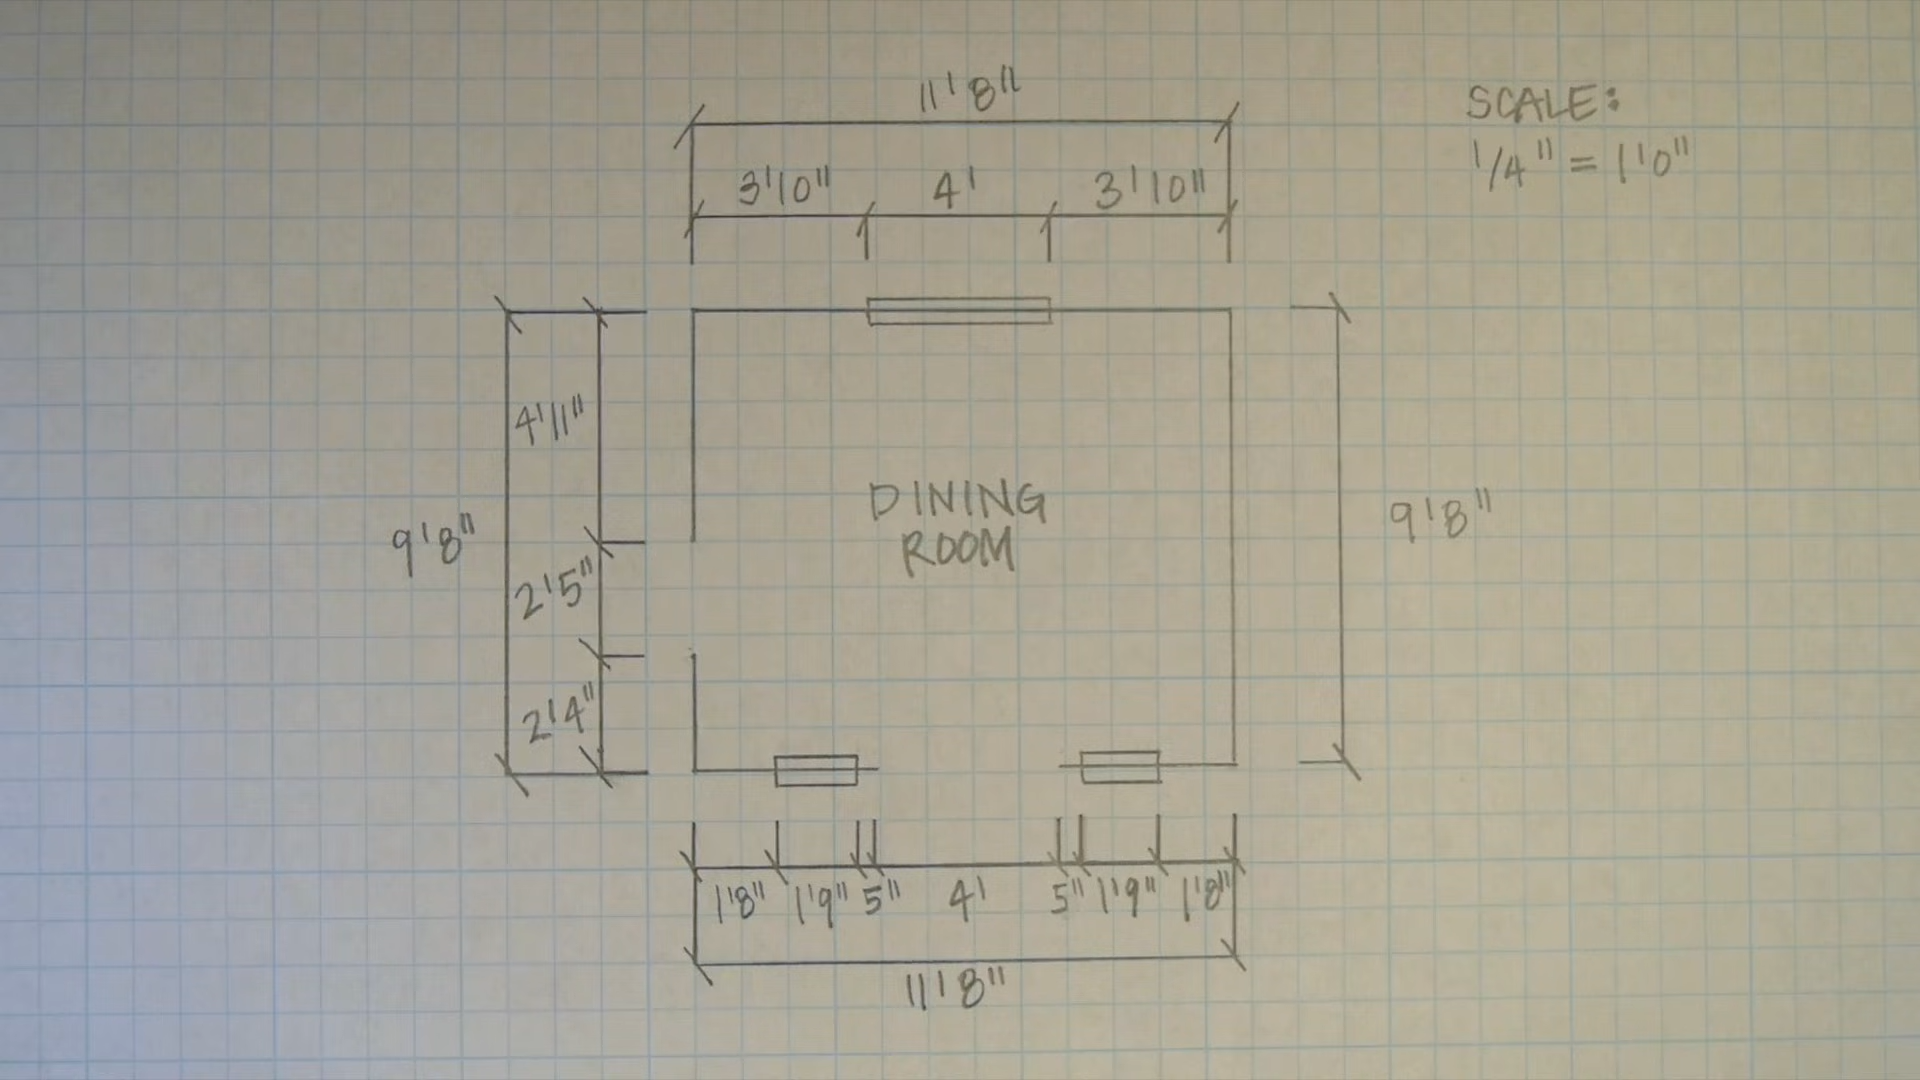 11'8"
SCALE:
1/4" = 1'0"
3'10" 4' 3'10"
4'11"
9'8"
2'5"
2'4"
DINING
ROOM
9'8"
1'8" 1'9" 5" 4' 5" 1'9" 1'8"
11'8"